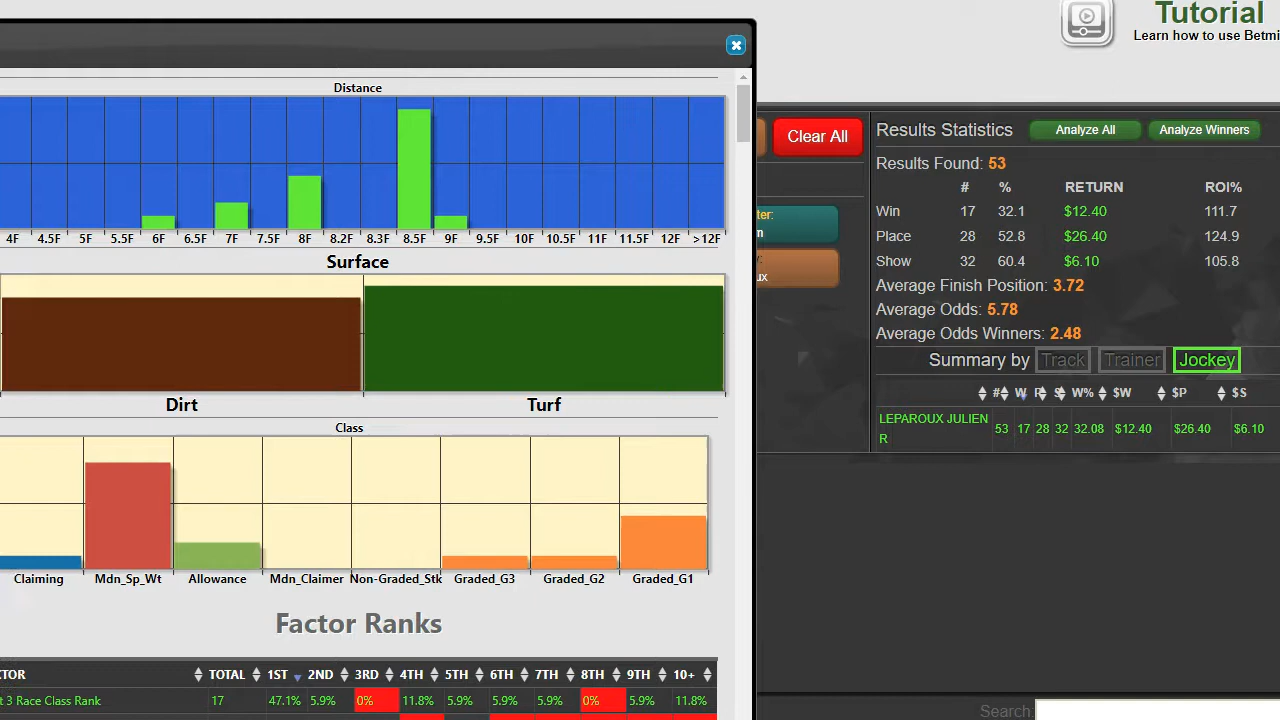 Tutorial
Learn how to use Betmi
Distance
4F 4.5F 5F 5.5F 6F 6.5F 7F 7.5F 8F 8.2F 8.3F 8.5F 9F 9.5F 10F 10.5F 11F 11.5F 12F >12F
Surface
Dirt Turf
Class
Claiming Mdn_Sp_Wt Allowance Mdn_Claimer Non-Graded_Stk Graded_G3 Graded_G2 Graded_G1
Factor Ranks
CTOR TOTAL 1ST 2ND 3RD 4TH 5TH 6TH 7TH 8TH 9TH 10+
t 3 Race Class Rank 17 47.1% 5.9% 0% 11.8% 5.9% 5.9% 5.9% 0% 5.9% 11.8%
Clear All
ter:
n
y:
ux
Results Statistics Analyze All Analyze Winners
Results Found: 53
# % RETURN ROI%
Win 17 32.1 $12.40 111.7
Place 28 52.8 $26.40 124.9
Show 32 60.4 $6.10 105.8
Average Finish Position: 3.72
Average Odds: 5.78
Average Odds Winners: 2.48
Summary by Track Trainer Jockey
# W P S W% $W $P $S
LEPAROUX JULIEN
R 53 17 28 32 32.08 $12.40 $26.40 $6.10
Search: